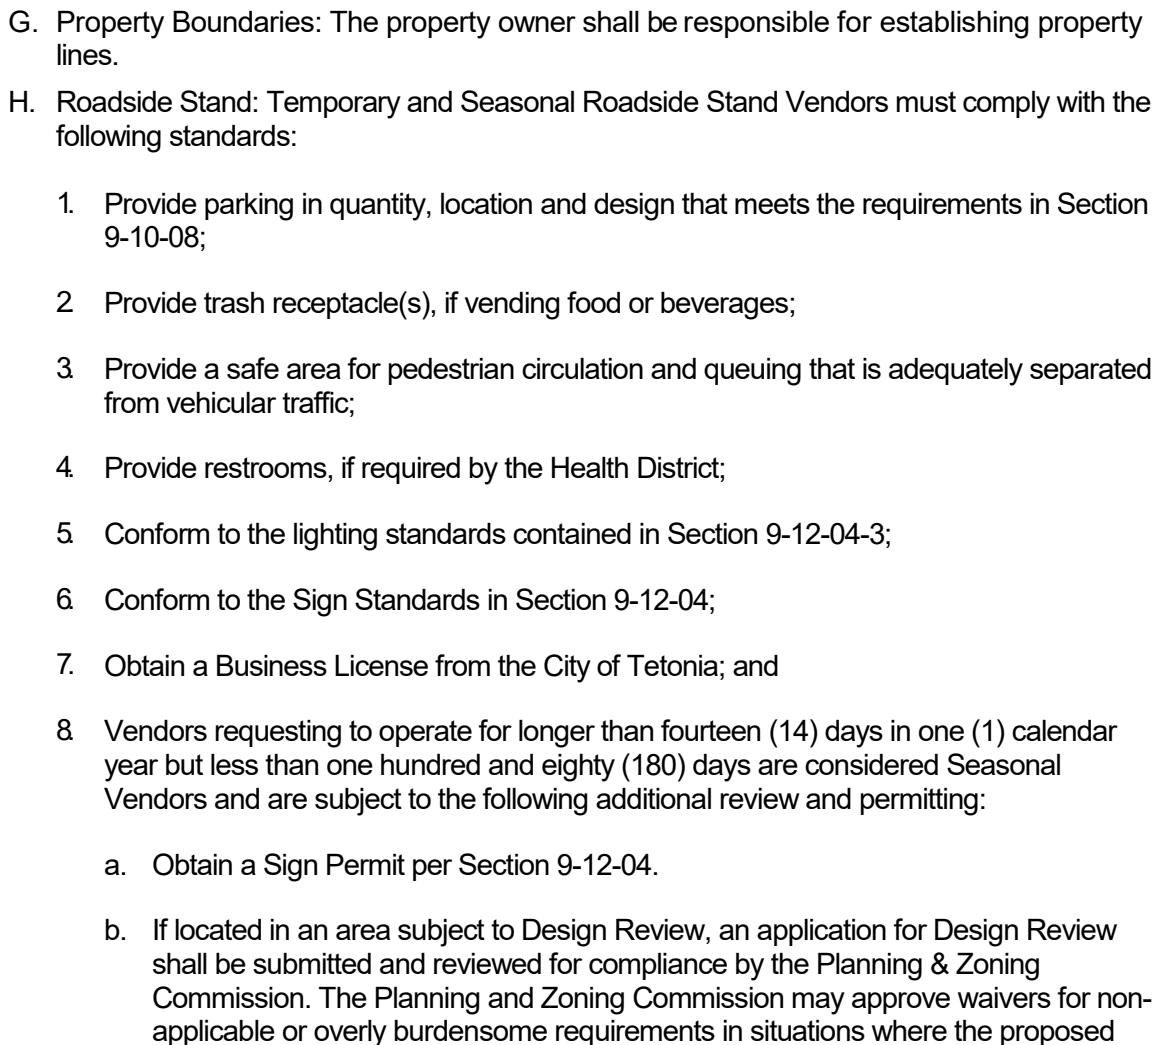 G. Property Boundaries: The property owner shall be responsible for establishing property
lines.
H. Roadside Stand: Temporary and Seasonal Roadside Stand Vendors must comply with the
following standards:
1. Provide parking in quantity, location and design that meets the requirements in Section
9-10-08;
2. Provide trash receptacle(s), if vending food or beverages;
3. Provide a safe area for pedestrian circulation and queuing that is adequately separated
from vehicular traffic;
4. Provide restrooms, if required by the Health District;
5. Conform to the lighting standards contained in Section 9-12-04-3;
6. Conform to the Sign Standards in Section 9-12-04;
7. Obtain a Business License from the City of Tetonia; and
8. Vendors requesting to operate for longer than fourteen (14) days in one (1) calendar
year but less than one hundred and eighty (180) days are considered Seasonal
Vendors and are subject to the following additional review and permitting:
a. Obtain a Sign Permit per Section 9-12-04.
b. If located in an area subject to Design Review, an application for Design Review
shall be submitted and reviewed for compliance by the Planning & Zoning
Commission. The Planning and Zoning Commission may approve waivers for non-
applicable or overly burdensome requirements in situations where the proposed